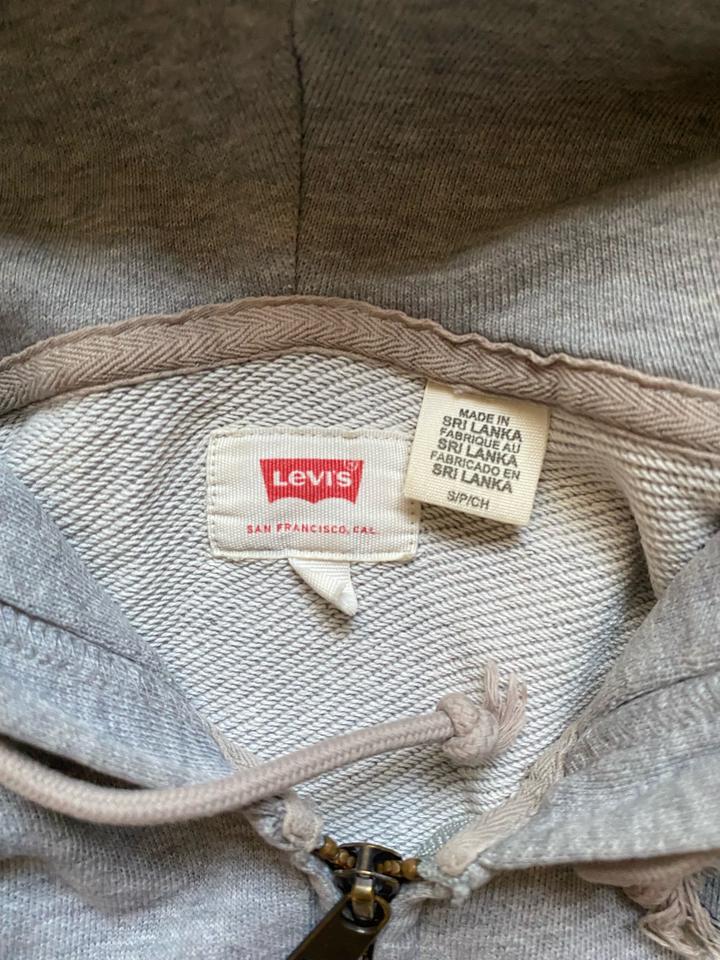 LEVI'S®
SAN FRANCISCO, CAL.
MADE IN
SRI LANKA
FABRIQUE AU
SRI LANKA
FABRICADO EN
SRI LANKA
S/P/CH